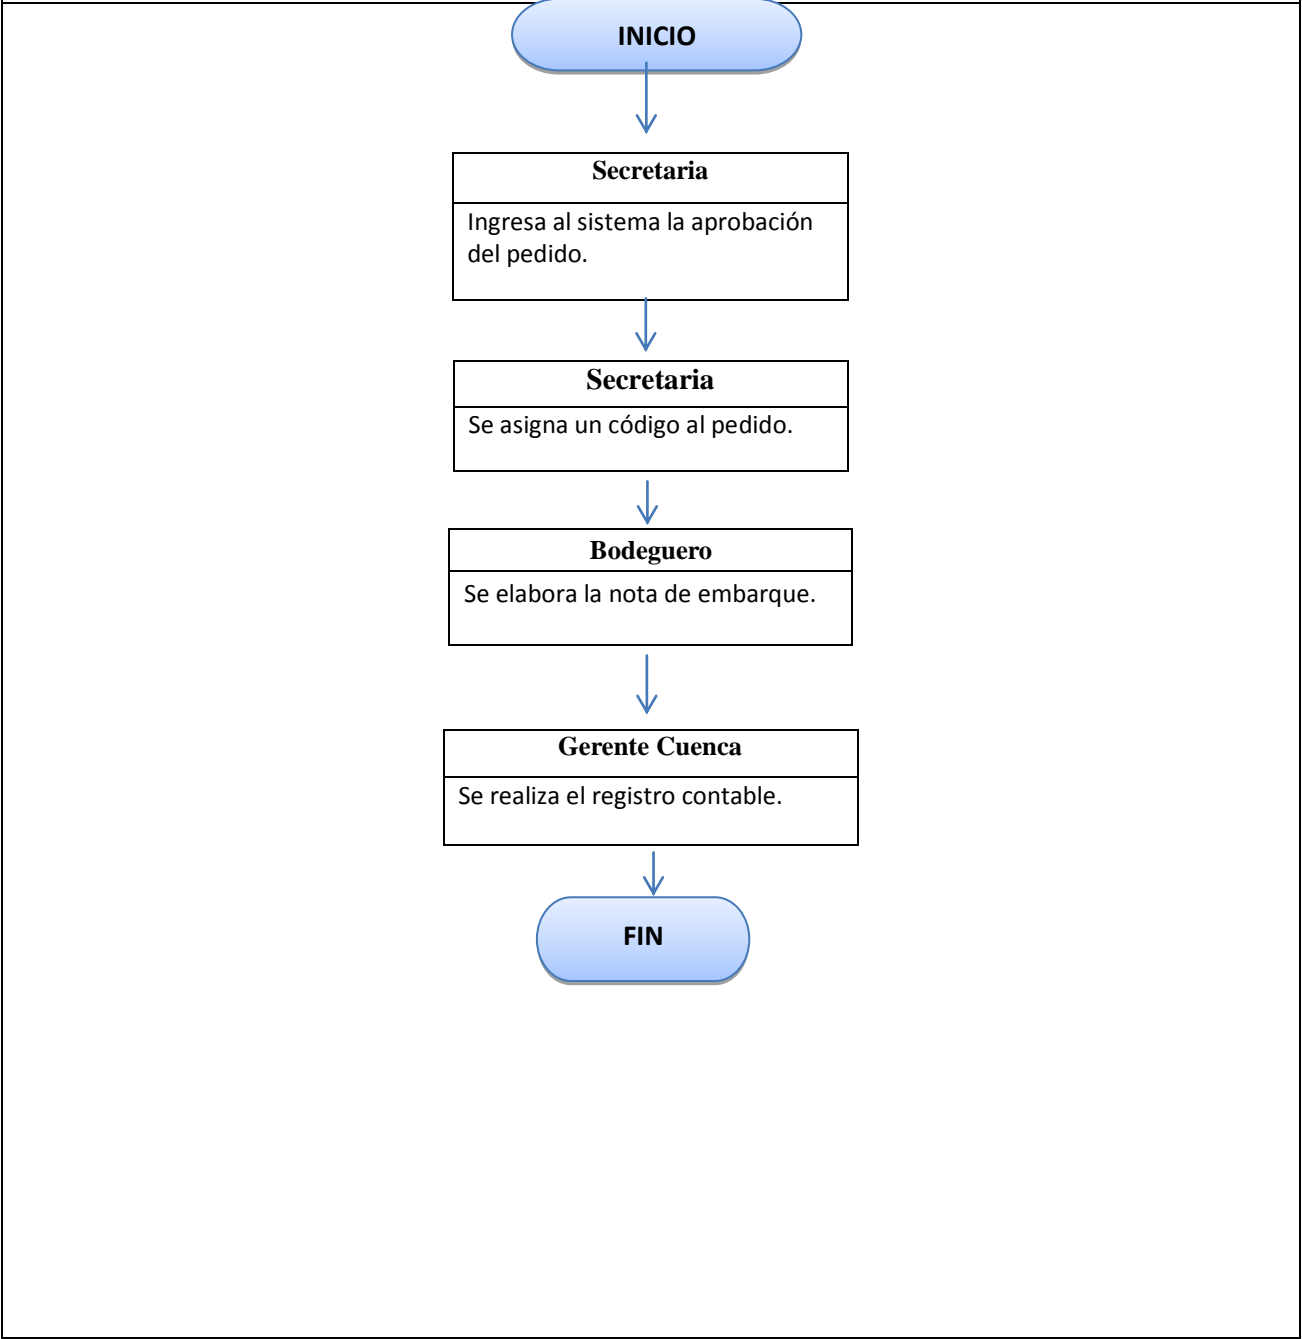 INICIO
Secretaria
Ingresa al sistema la aprobación
del pedido.
Secretaria
Se asigna un código al pedido.
Bodeguero
Se elabora la nota de embarque.
Gerente Cuenca
Se realiza el registro contable.
FIN